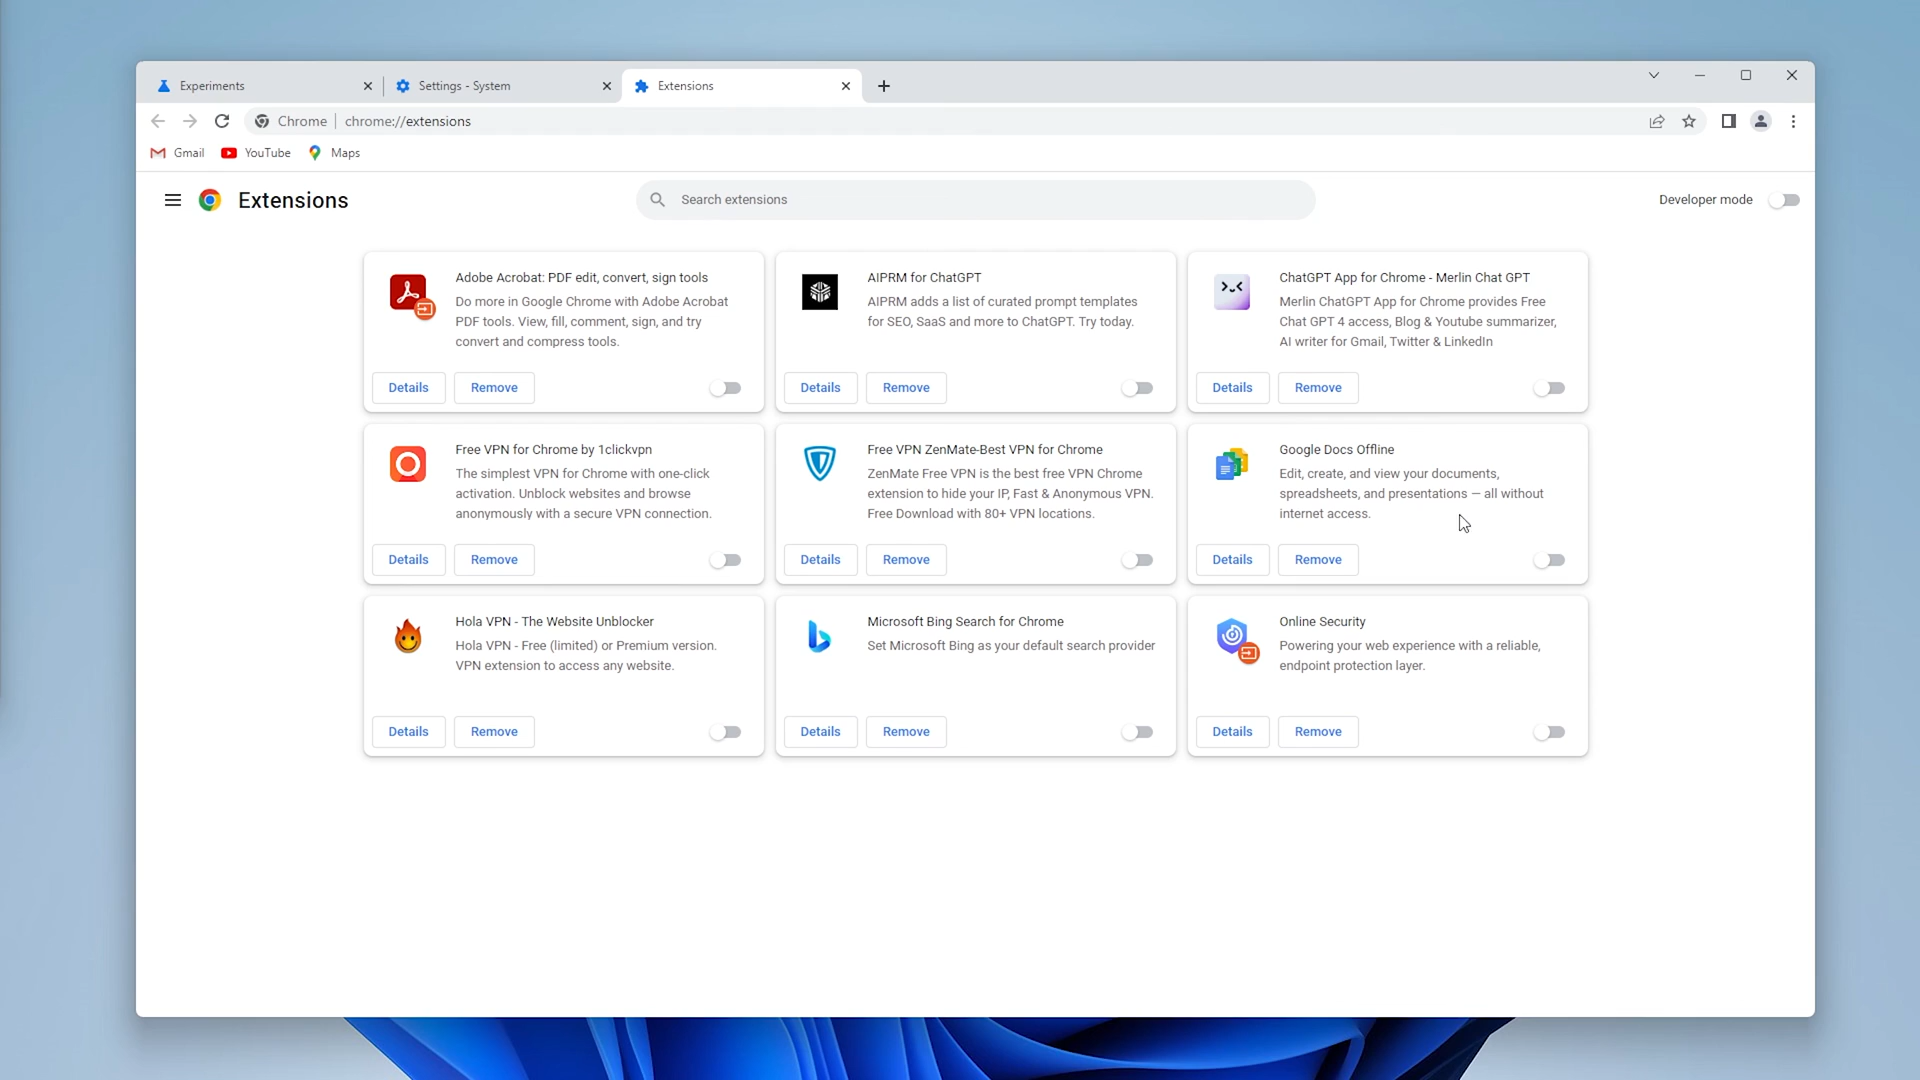 Experiments
Settings - System
Extensions
Chrome
chrome://extensions
Gmail
YouTube
Maps
Extensions
Search extensions
Developer mode
Adobe Acrobat: PDF edit, convert, sign tools
Do more in Google Chrome with Adobe Acrobat
PDF tools. View, fill, comment, sign, and try
convert and compress tools.
Details
Remove
AIPRM for ChatGPT
AIPRM adds a list of curated prompt templates
for SEO, SaaS and more to ChatGPT. Try today.
Details
Remove
ChatGPT App for Chrome - Merlin Chat GPT
Merlin ChatGPT App for Chrome provides Free
Chat GPT 4 access, Blog & Youtube summarizer,
AI writer for Gmail, Twitter & LinkedIn
Details
Remove
Free VPN for Chrome by 1clickvpn
The simplest VPN for Chrome with one-click
activation. Unblock websites and browse
anonymously with a secure VPN connection.
Details
Remove
Free VPN ZenMate-Best VPN for Chrome
ZenMate Free VPN is the best free VPN Chrome
extension to hide your IP, Fast & Anonymous VPN.
Free Download with 80+ VPN locations.
Details
Remove
Google Docs Offline
Edit, create, and view your documents,
spreadsheets, and presentations — all without
internet access.
Details
Remove
Hola VPN - The Website Unblocker
Hola VPN - Free (limited) or Premium version.
VPN extension to access any website.
Details
Remove
Microsoft Bing Search for Chrome
Set Microsoft Bing as your default search provider
Details
Remove
Online Security
Powering your web experience with a reliable,
endpoint protection layer.
Details
Remove